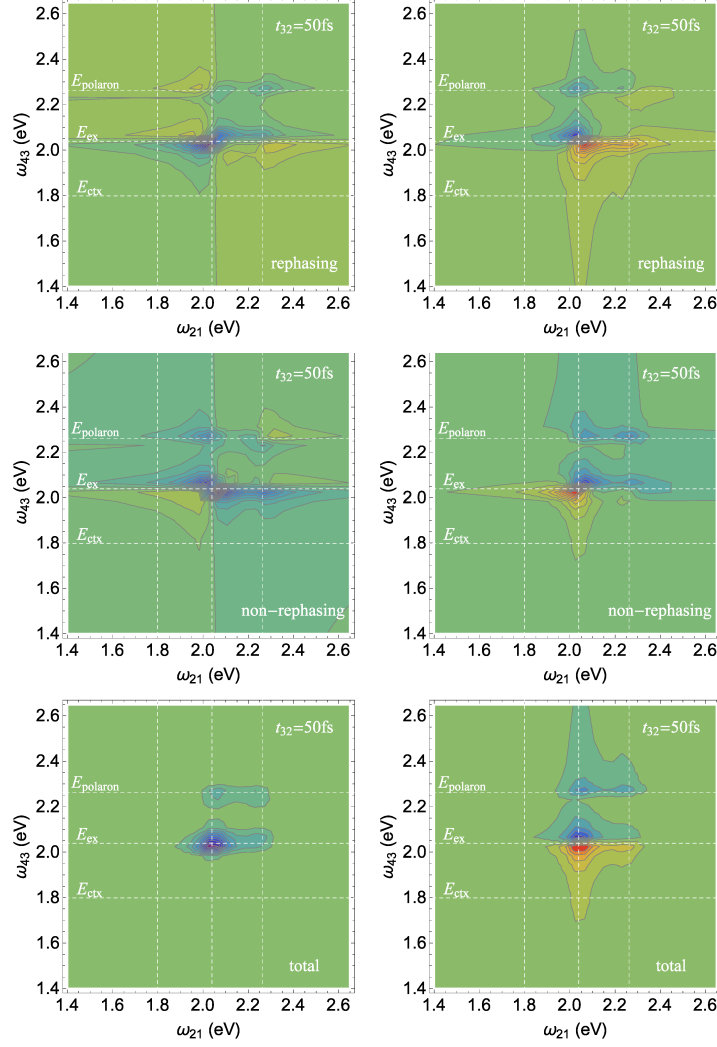 2.6
2.4
2.2
2.0
1.8
1.6
1.4
ω43 (eV)
t32=50fs
Epolaron
Eex
Ectx
rephasing
1.4 1.6 1.8 2.0 2.2 2.4 2.6
ω21 (eV)
2.6
2.4
2.2
2.0
1.8
1.6
1.4
ω43 (eV)
t32=50fs
Epolaron
Eex
Ectx
rephasing
1.4 1.6 1.8 2.0 2.2 2.4 2.6
ω21 (eV)
2.6
2.4
2.2
2.0
1.8
1.6
1.4
ω43 (eV)
t32=50fs
Epolaron
Eex
Ectx
non-rephasing
1.4 1.6 1.8 2.0 2.2 2.4 2.6
ω21 (eV)
2.6
2.4
2.2
2.0
1.8
1.6
1.4
ω43 (eV)
t32=50fs
Epolaron
Eex
Ectx
non-rephasing
1.4 1.6 1.8 2.0 2.2 2.4 2.6
ω21 (eV)
2.6
2.4
2.2
2.0
1.8
1.6
1.4
ω43 (eV)
t32=50fs
Epolaron
Eex
Ectx
total
1.4 1.6 1.8 2.0 2.2 2.4 2.6
ω21 (eV)
2.6
2.4
2.2
2.0
1.8
1.6
1.4
ω43 (eV)
t32=50fs
Epolaron
Eex
Ectx
total
1.4 1.6 1.8 2.0 2.2 2.4 2.6
ω21 (eV)